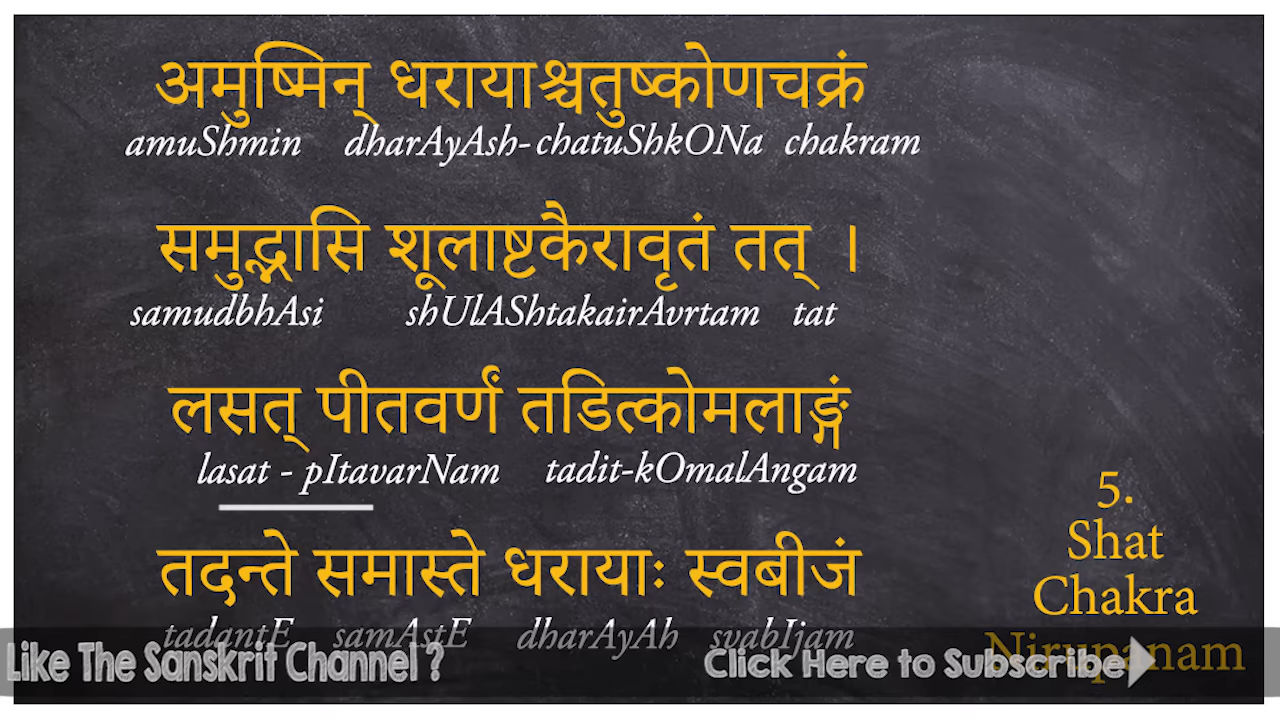 अमुष्मिन् धरायाश्चतुष्कोणचक्रं
amuShmin dharAyAsh-chatuShkONa chakram
समुद्भासि शूलाष्टकैरावृतं तत् ।
samudbhAsi shUlAShtakairAvrtam tat
लसत् पीतवर्णं तडित्कोमलाङ्गं
lasat - pItavarNam tadit-kOmalAngam
तदन्ते समास्ते धरायाः स्वबीजं
tadantE samAstE dharAyAh svabIjam
5.
Shat
Chakra
Nirupanam
Like The Sanskrit Channel ?
Click Here to Subscribe